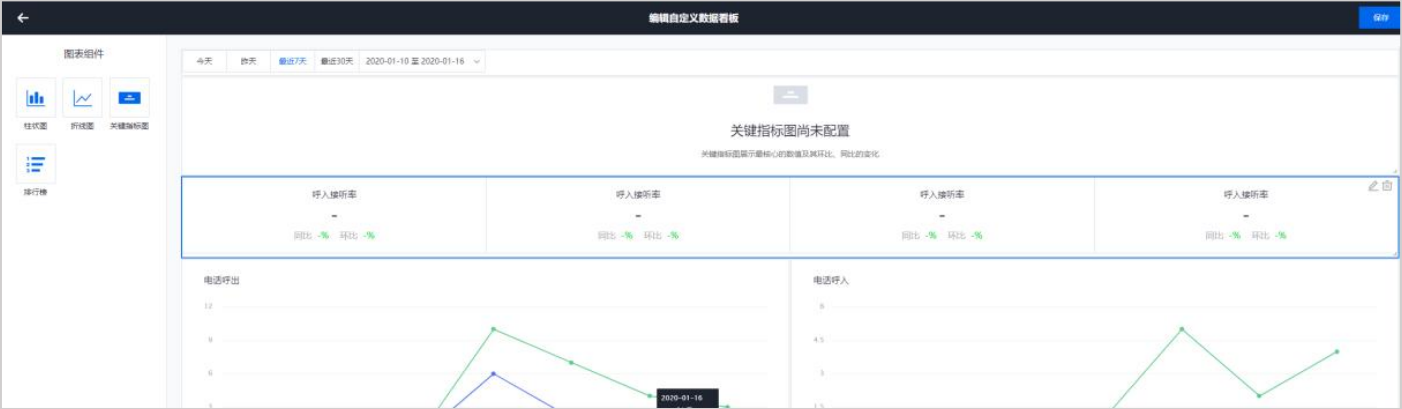 编辑自定义数据看板
保存
图表组件
柱状图 折线图 关键指标图
排行榜
今天 昨天 最近7天 最近30天 2020-01-10 至 2020-01-16
关键指标图尚未配置
关键指标图展示最核心的数值及其环比、同比的变化
呼入接听率 呼入接听率 呼入接听率 呼入接听率
- - - -
同比 -% 环比 -% 同比 -% 环比 -% 同比 -% 环比 -% 同比 -% 环比 -%
电话呼出
12
9
6
3
2020-01-16
电话呼入
6
4.5
3
1.5